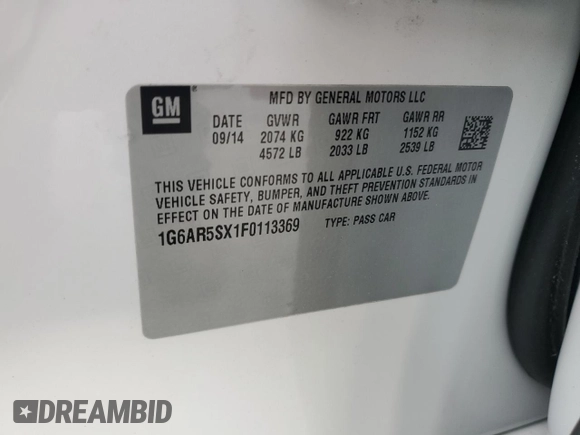 GM
MFD BY GENERAL MOTORS LLC
DATE GVWR GAWR FRT GAWR RR
09/14 2074 KG 922 KG 1152 KG
4572 LB 2033 LB 2539 LB
THIS VEHICLE CONFORMS TO ALL APPLICABLE U.S. FEDERAL MOTOR
VEHICLE SAFETY, BUMPER, AND THEFT PREVENTION STANDARDS IN
EFFECT ON THE DATE OF MANUFACTURE SHOWN ABOVE.
1G6AR5SX1F0113369 TYPE: PASS CAR
DREAMBID